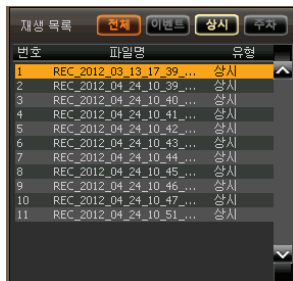 재생 목록 전체 이벤트 상시 주차
번호 파일명 유형
1 REC_2012_03_13_17_39_... 상시
2 REC_2012_04_24_10_39_... 상시
3 REC_2012_04_24_10_40_... 상시
4 REC_2012_04_24_10_41_... 상시
5 REC_2012_04_24_10_42_... 상시
6 REC_2012_04_24_10_43_... 상시
7 REC_2012_04_24_10_44_... 상시
8 REC_2012_04_24_10_45_... 상시
9 REC_2012_04_24_10_46_... 상시
10 REC_2012_04_24_10_47_... 상시
11 REC_2012_04_24_10_51_... 상시